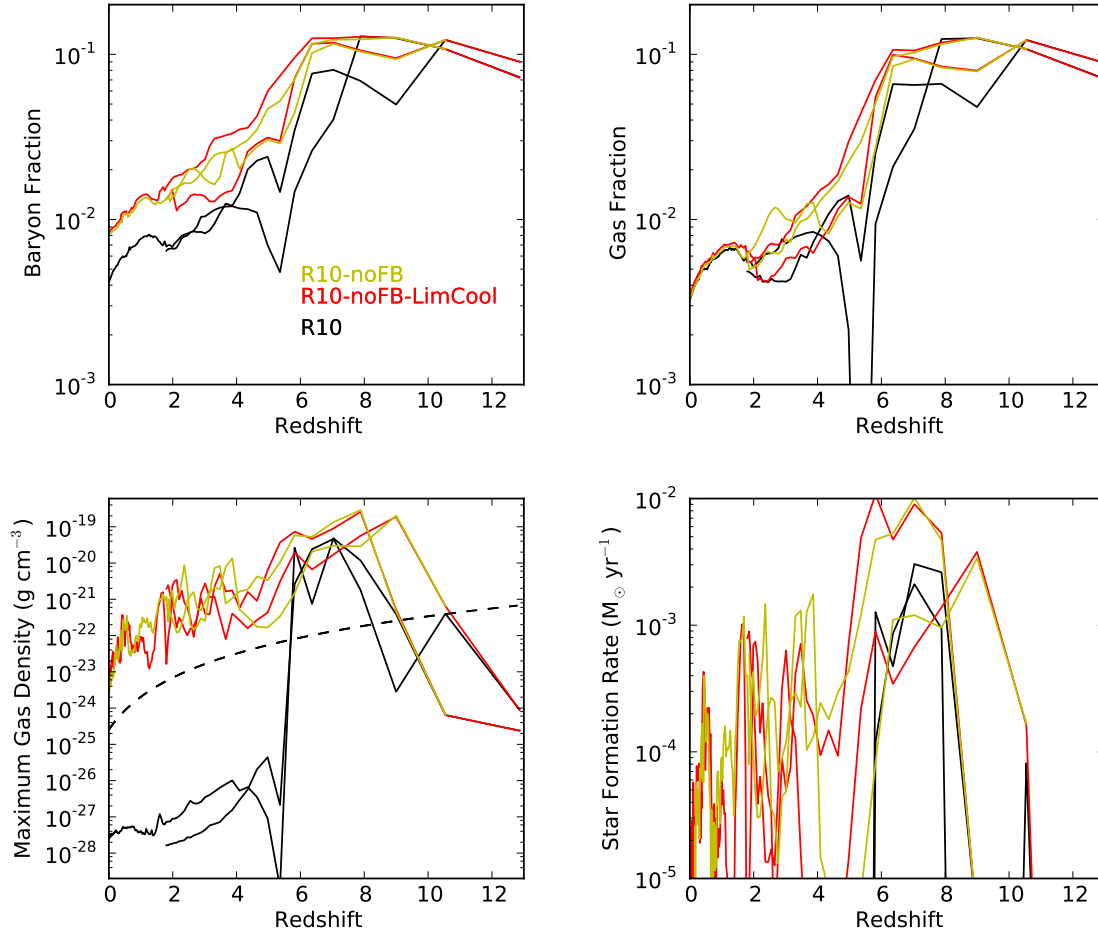 10⁻¹
10⁻²
10⁻³
Baryon Fraction
R10-noFB
R10-noFB-LimCool
R10
0 2 4 6 8 10 12
Redshift
10⁻¹
10⁻²
10⁻³
Gas Fraction
0 2 4 6 8 10 12
Redshift
10⁻¹⁹
10⁻²⁰
10⁻²¹
10⁻²²
10⁻²³
10⁻²⁴
10⁻²⁵
10⁻²⁶
10⁻²⁷
10⁻²⁸
Maximum Gas Density (g cm⁻³)
0 2 4 6 8 10 12
Redshift
10⁻²
10⁻³
10⁻⁴
10⁻⁵
Star Formation Rate (M⊙ yr⁻¹)
0 2 4 6 8 10 12
Redshift